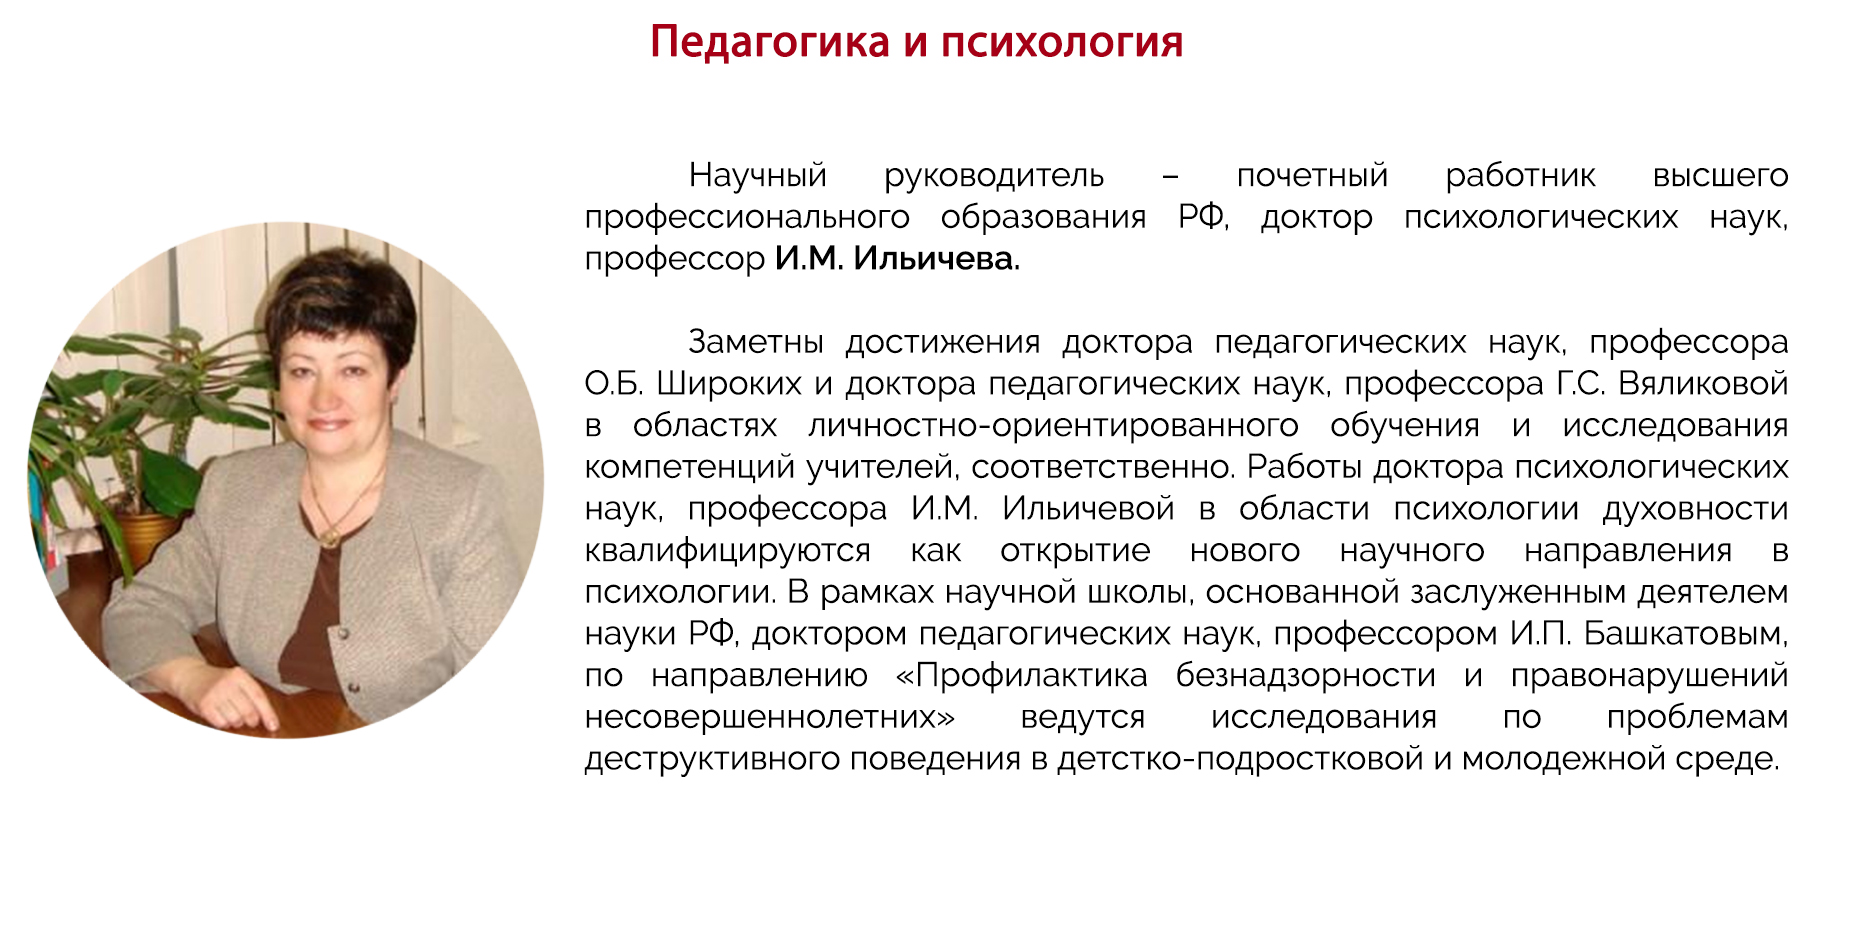 Педагогика и психология
Научный руководитель – почетный работник высшего
профессионального образования РФ, доктор психологических наук,
профессор И.М. Ильичева.
Заметны достижения доктора педагогических наук, профессора
О.Б. Широких и доктора педагогических наук, профессора Г.С. Вяликовой
в областях личностно-ориентированного обучения и исследования
компетенций учителей, соответственно. Работы доктора психологических
наук, профессора И.М. Ильичевой в области психологии духовности
квалифицируются как открытие нового научного направления в
психологии. В рамках научной школы, основанной заслуженным деятелем
науки РФ, доктором педагогических наук, профессором И.П. Башкатовым,
по направлению «Профилактика безнадзорности и правонарушений
несовершеннолетних» ведутся исследования по проблемам
деструктивного поведения в детстко-подростковой и молодежной среде.